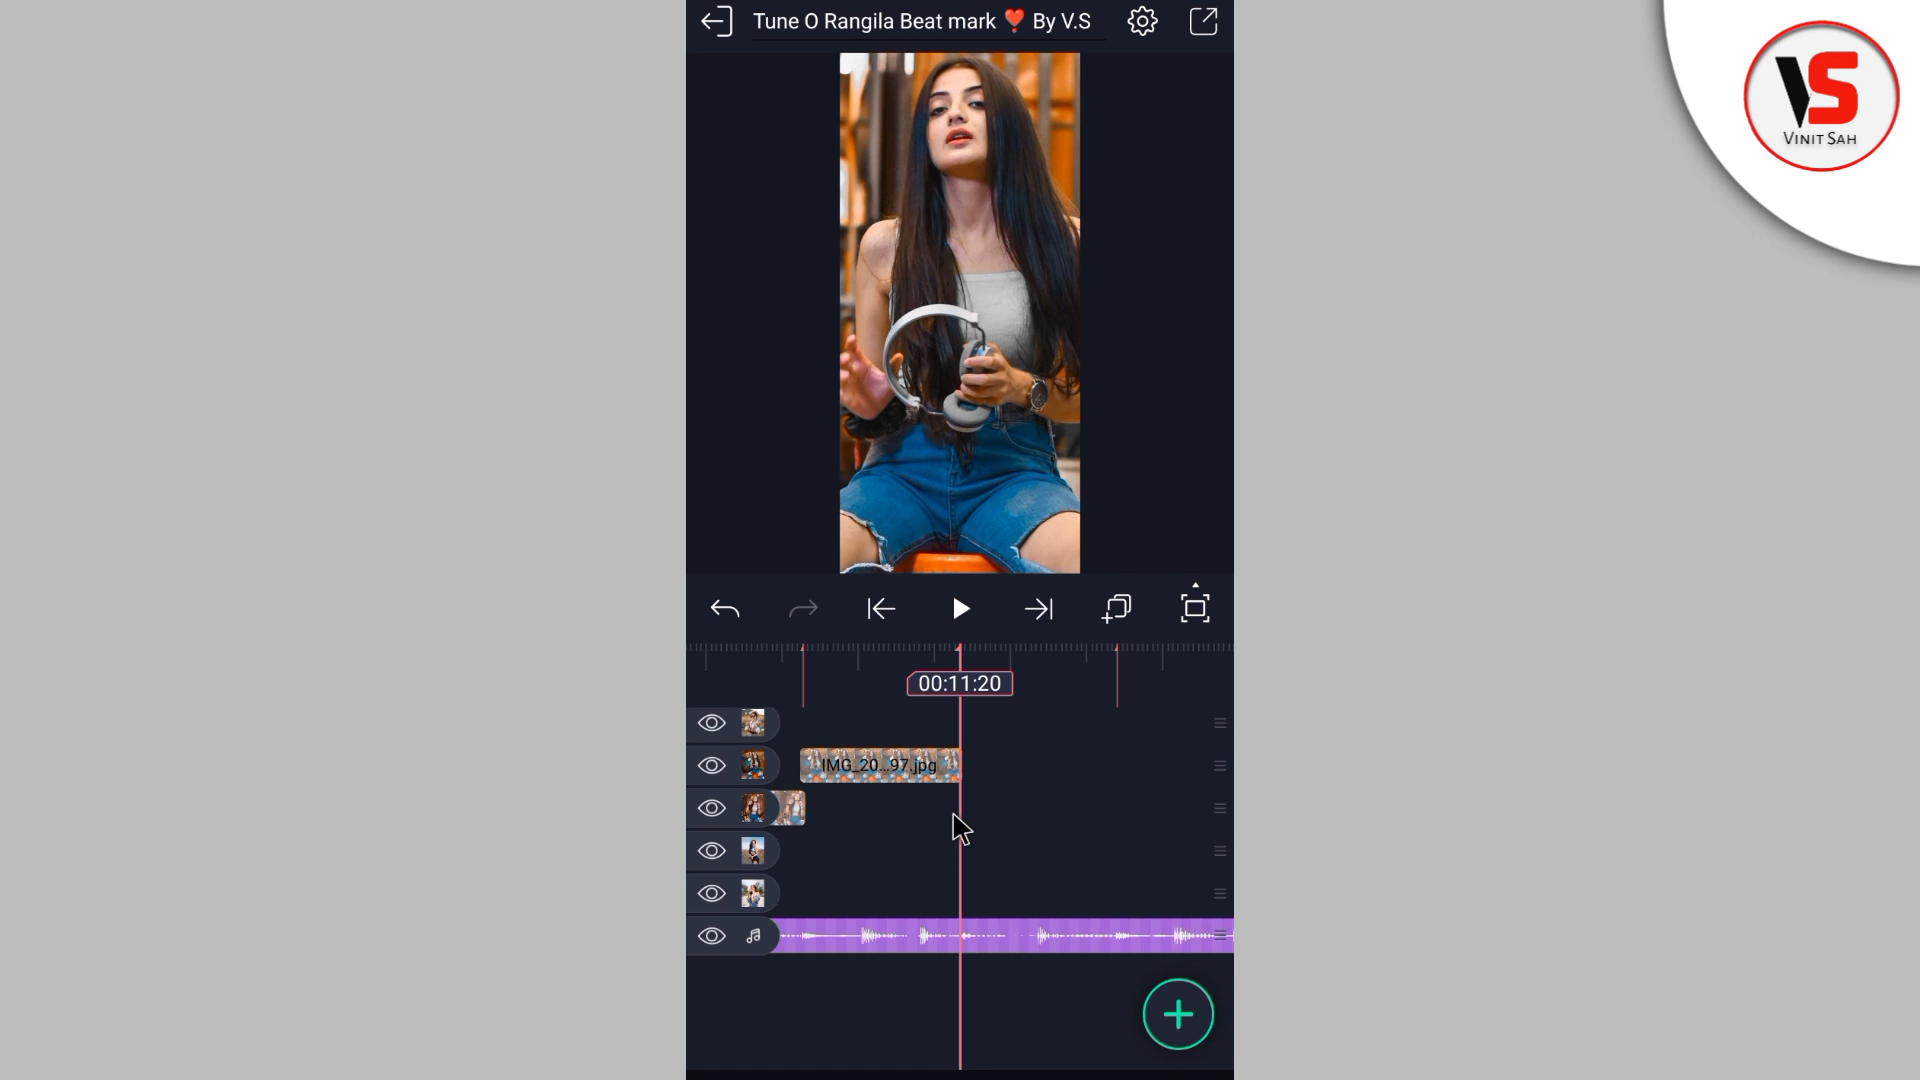 Tune O Rangila Beat mark ❣️ By V.S
VS
VINIT SAH
00:11:20
IMG_20...97.jpg